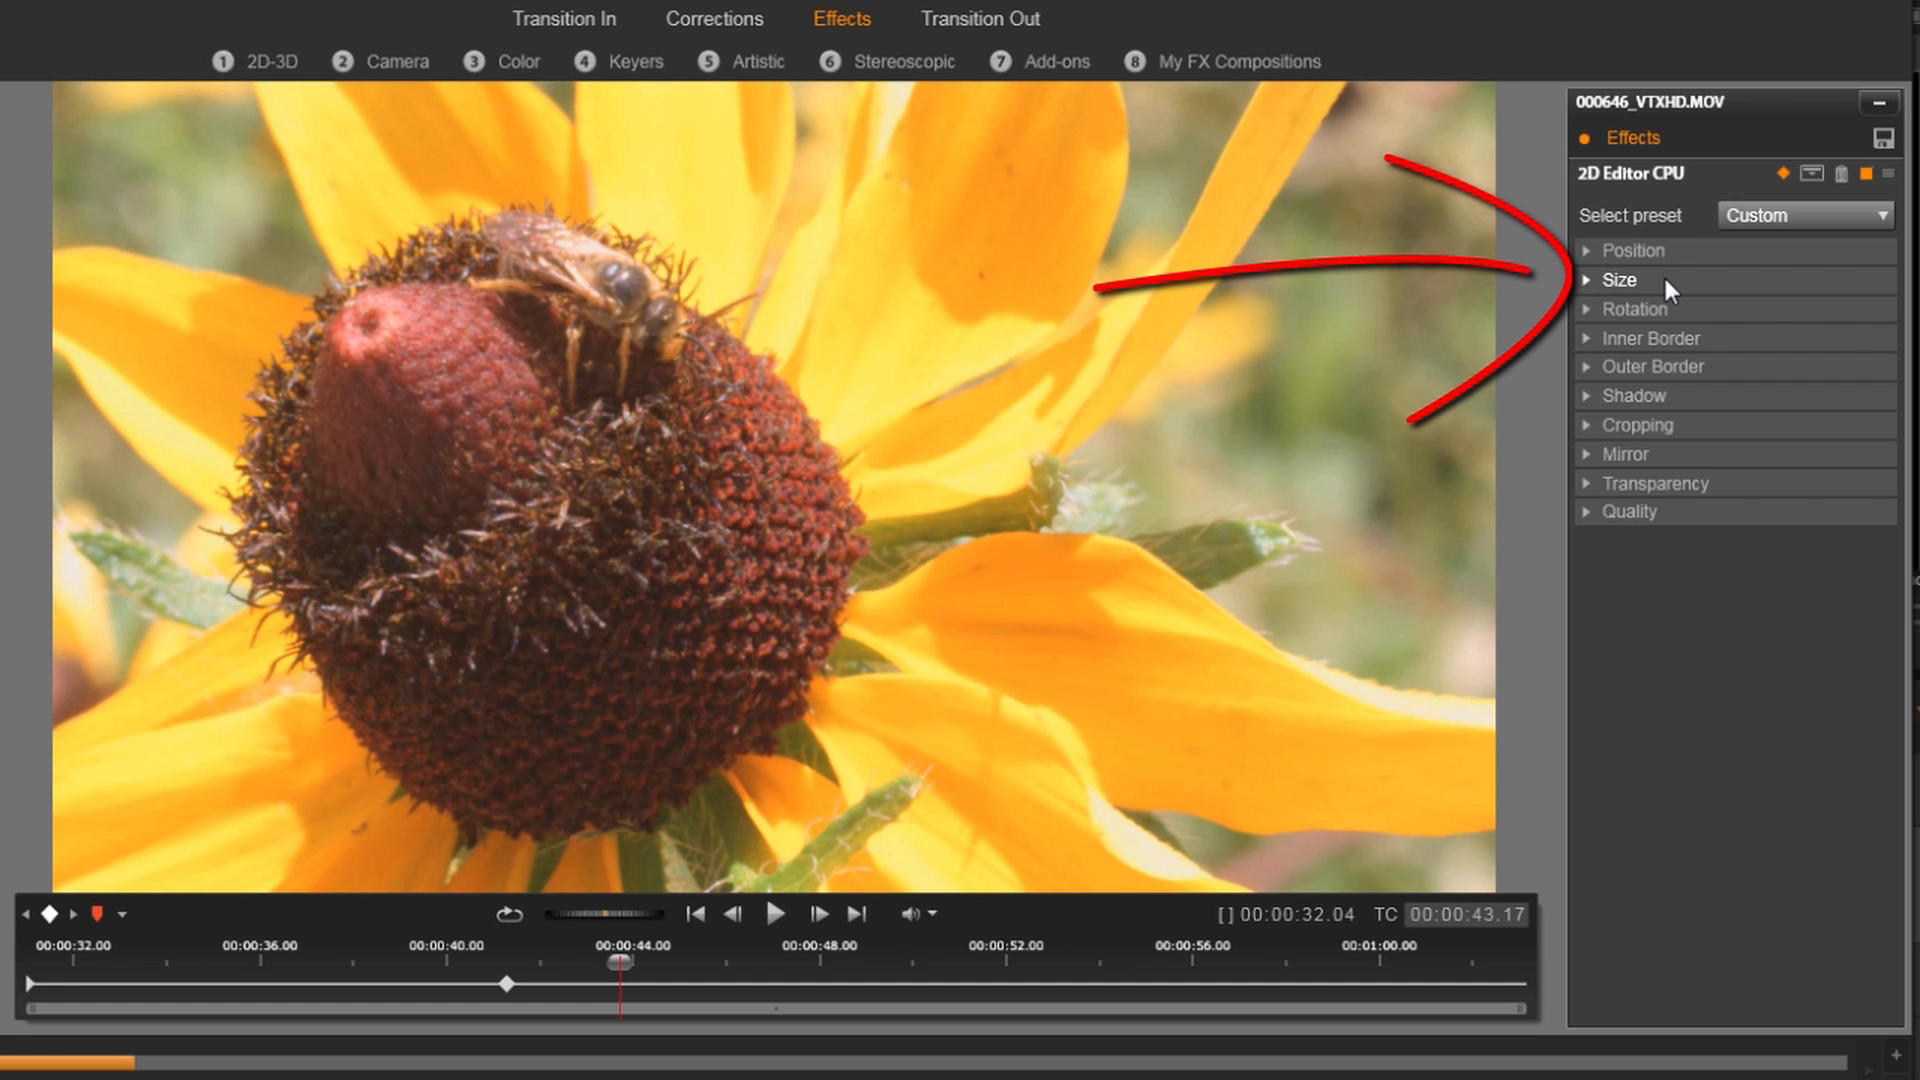 Transition In Corrections Effects Transition Out
1 2D-3D 2 Camera 3 Color 4 Keyers 5 Artistic 6 Stereoscopic 7 Add-ons 8 My FX Compositions
000646_VTXHD.MOV
Effects
2D Editor CPU
Select preset Custom
Position
Size
Rotation
Inner Border
Outer Border
Shadow
Cropping
Mirror
Transparency
Quality
[ ] 00:00:32.04 TC 00:00:43.17
00:00:32.00 00:00:36.00 00:00:40.00 00:00:44.00 00:00:48.00 00:00:52.00 00:00:56.00 00:01:00.00